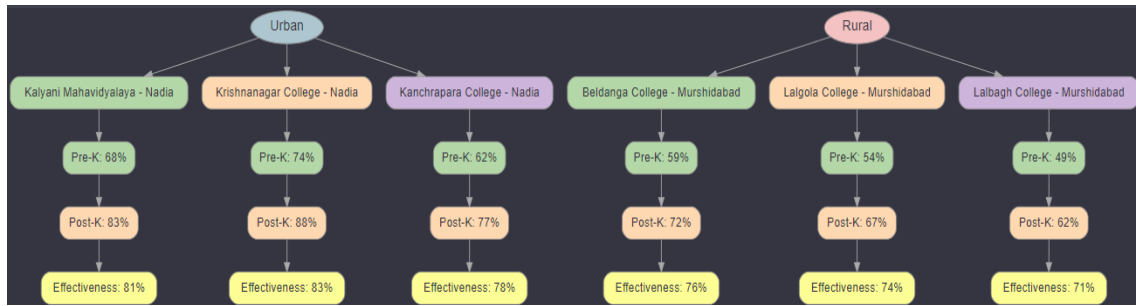 Urban
Rural
Kalyani Mahavidyalaya - Nadia
Krishnanagar College - Nadia
Kanchrapara College - Nadia
Beldanga College - Murshidabad
Lalgola College - Murshidabad
Lalbagh College - Murshidabad
Pre-K: 68%
Pre-K: 74%
Pre-K: 62%
Pre-K: 59%
Pre-K: 54%
Pre-K: 49%
Post-K: 83%
Post-K: 88%
Post-K: 77%
Post-K: 72%
Post-K: 67%
Post-K: 62%
Effectiveness: 81%
Effectiveness: 83%
Effectiveness: 78%
Effectiveness: 76%
Effectiveness: 74%
Effectiveness: 71%